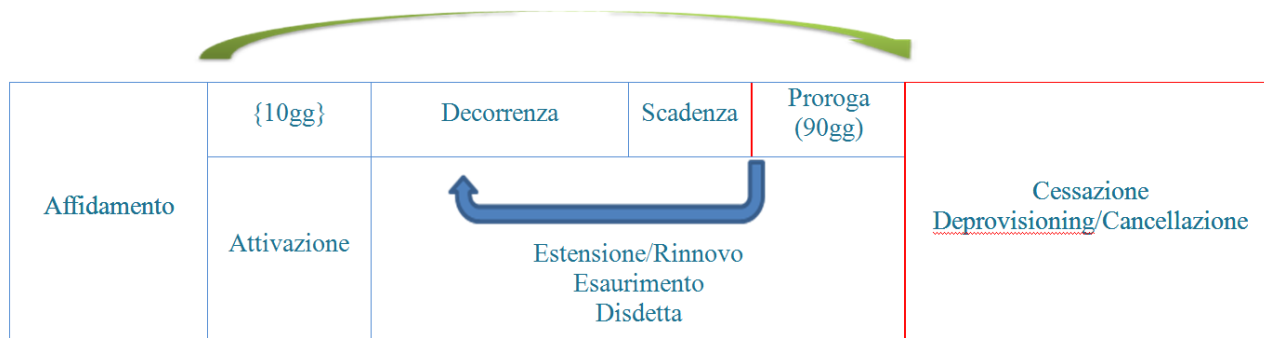 Affidamento
{10gg}
Attivazione
Decorrenza
Scadenza
Proroga
(90gg)
Estensione/Rinnovo
Esaurimento
Disdetta
Cessazione
Deprovisioning/Cancellazione